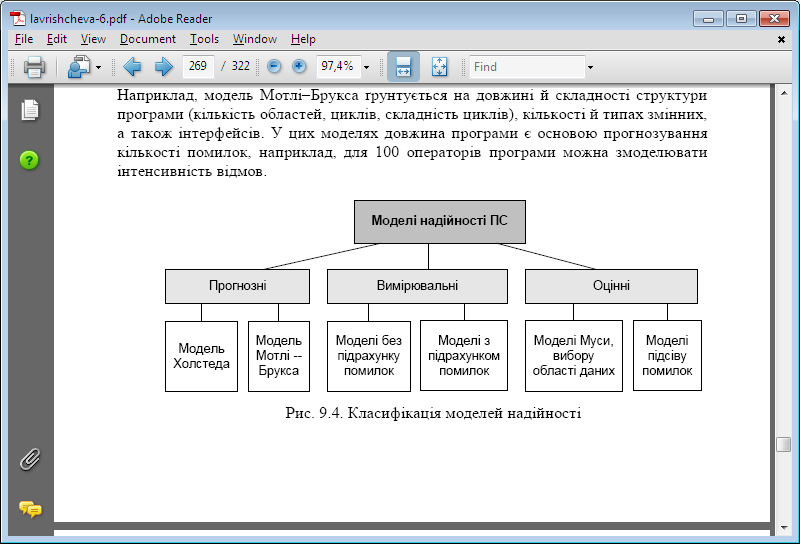 lavrishcheva-6.pdf - Adobe Reader
File Edit View Document Tools Window Help
269 / 322 97,4% Find
Наприклад, модель Мотлі–Брукса ґрунтується на довжині й складності структури
програми (кількість областей, циклів, складність циклів), кількості й типах змінних,
а також інтерфейсів. У цих моделях довжина програми є основою прогнозування
кількості помилок, наприклад, для 100 операторів програми можна змоделювати
інтенсивність відмов.
Моделі надійності ПС
Прогнозні
Вимірювальні
Оцінні
Модель
Холстеда
Модель
Мотлі --
Брукса
Моделі без
підрахунку
помилок
Моделі з
підрахунком
помилок
Моделі Муси,
вибору
області даних
Моделі
підсіву
помилок
Рис. 9.4. Класифікація моделей надійності